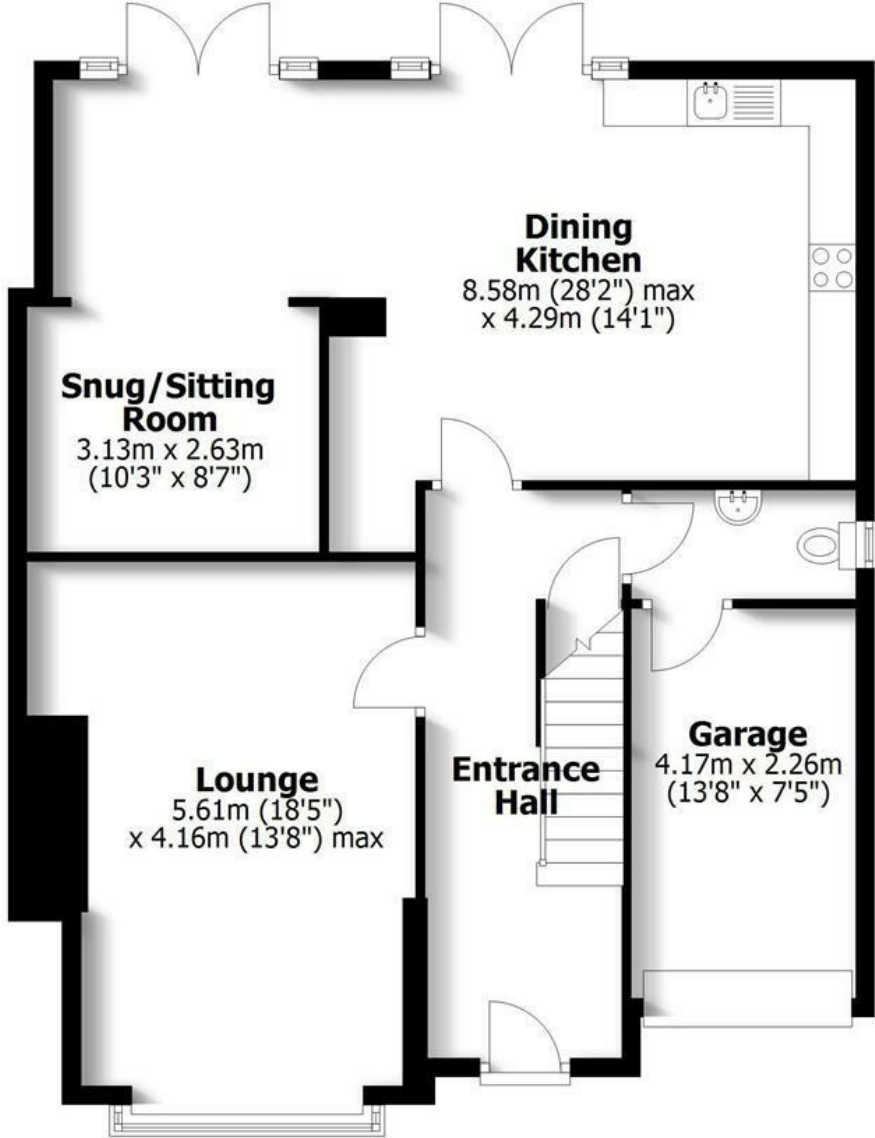 Dining
Kitchen
8.58m (28'2") max
x 4.29m (14'1")
Snug/Sitting
Room
3.13m x 2.63m
(10'3" x 8'7")
Lounge
5.61m (18'5")
x 4.16m (13'8") max
Entrance
Hall
Garage
4.17m x 2.26m
(13'8" x 7'5")